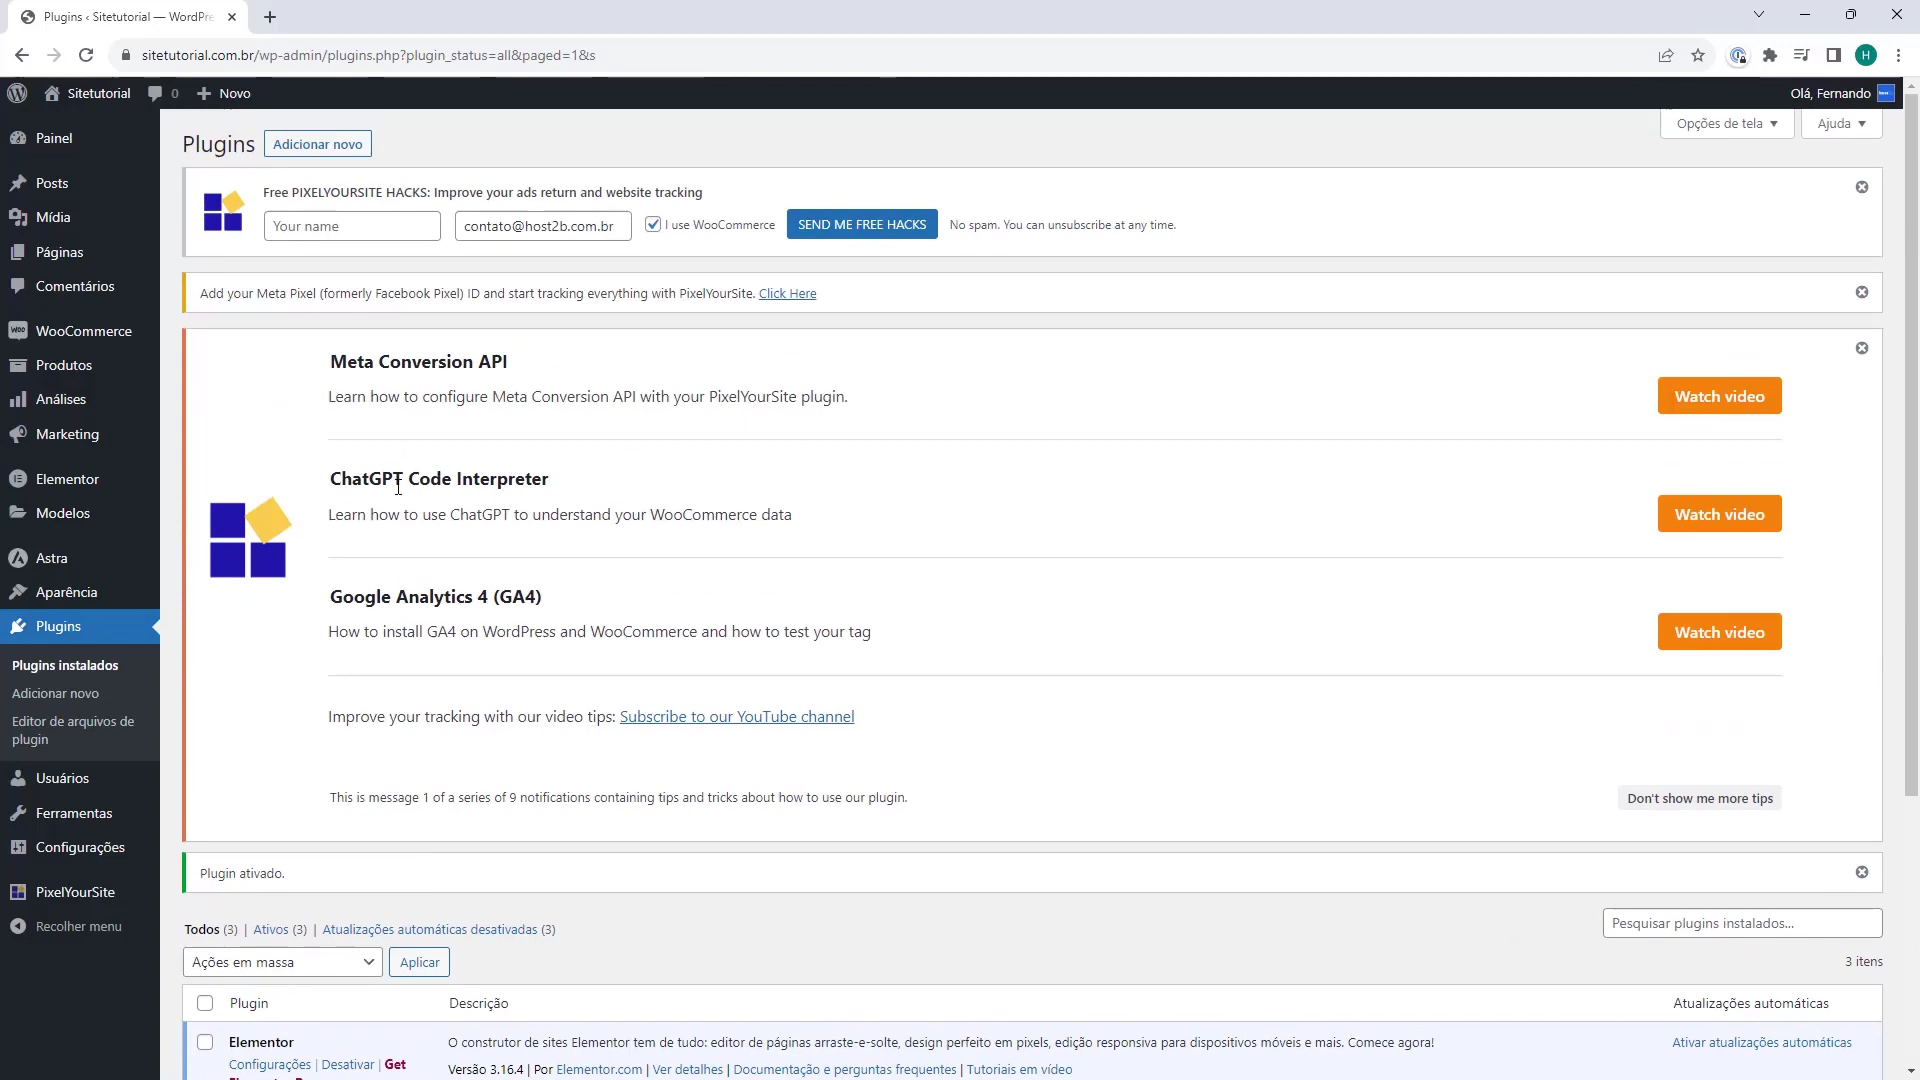 Plugins ‹ Sitetutorial — WordPre
sitetutorial.com.br/wp-admin/plugins.php?plugin_status=all&paged=1&s
H
Sitetutorial 0 Novo
Olá, Fernando
Painel
Posts
Mídia
Páginas
Comentários
WooCommerce
Produtos
Análises
Marketing
Elementor
Modelos
Astra
Aparência
Plugins
Plugins instalados
Adicionar novo
Editor de arquivos de
plugin
Usuários
Ferramentas
Configurações
PixelYourSite
Recolher menu
Opções de tela Ajuda
Plugins Adicionar novo
Free PIXELYOURSITE HACKS: Improve your ads return and website tracking
Your name contato@host2b.com.br I use WooCommerce SEND ME FREE HACKS No spam. You can unsubscribe at any time.
Add your Meta Pixel (formerly Facebook Pixel) ID and start tracking everything with PixelYourSite. Click Here
Meta Conversion API
Learn how to configure Meta Conversion API with your PixelYourSite plugin.
Watch video
ChatGPT Code Interpreter
Learn how to use ChatGPT to understand your WooCommerce data
Watch video
Google Analytics 4 (GA4)
How to install GA4 on WordPress and WooCommerce and how to test your tag
Watch video
Improve your tracking with our video tips: Subscribe to our YouTube channel
This is message 1 of a series of 9 notifications containing tips and tricks about how to use our plugin.
Don't show me more tips
Plugin ativado.
Todos (3) | Ativos (3) | Atualizações automáticas desativadas (3)
Pesquisar plugins instalados...
Ações em massa Aplicar
3 itens
Plugin Descrição Atualizações automáticas
Elementor
O construtor de sites Elementor tem de tudo: editor de páginas arraste-e-solte, design perfeito em pixels, edição responsiva para dispositivos móveis e mais. Comece agora!
Ativar atualizações automáticas
Configurações | Desativar | Get
Versão 3.16.4 | Por Elementor.com | Ver detalhes | Documentação e perguntas frequentes | Tutoriais em vídeo